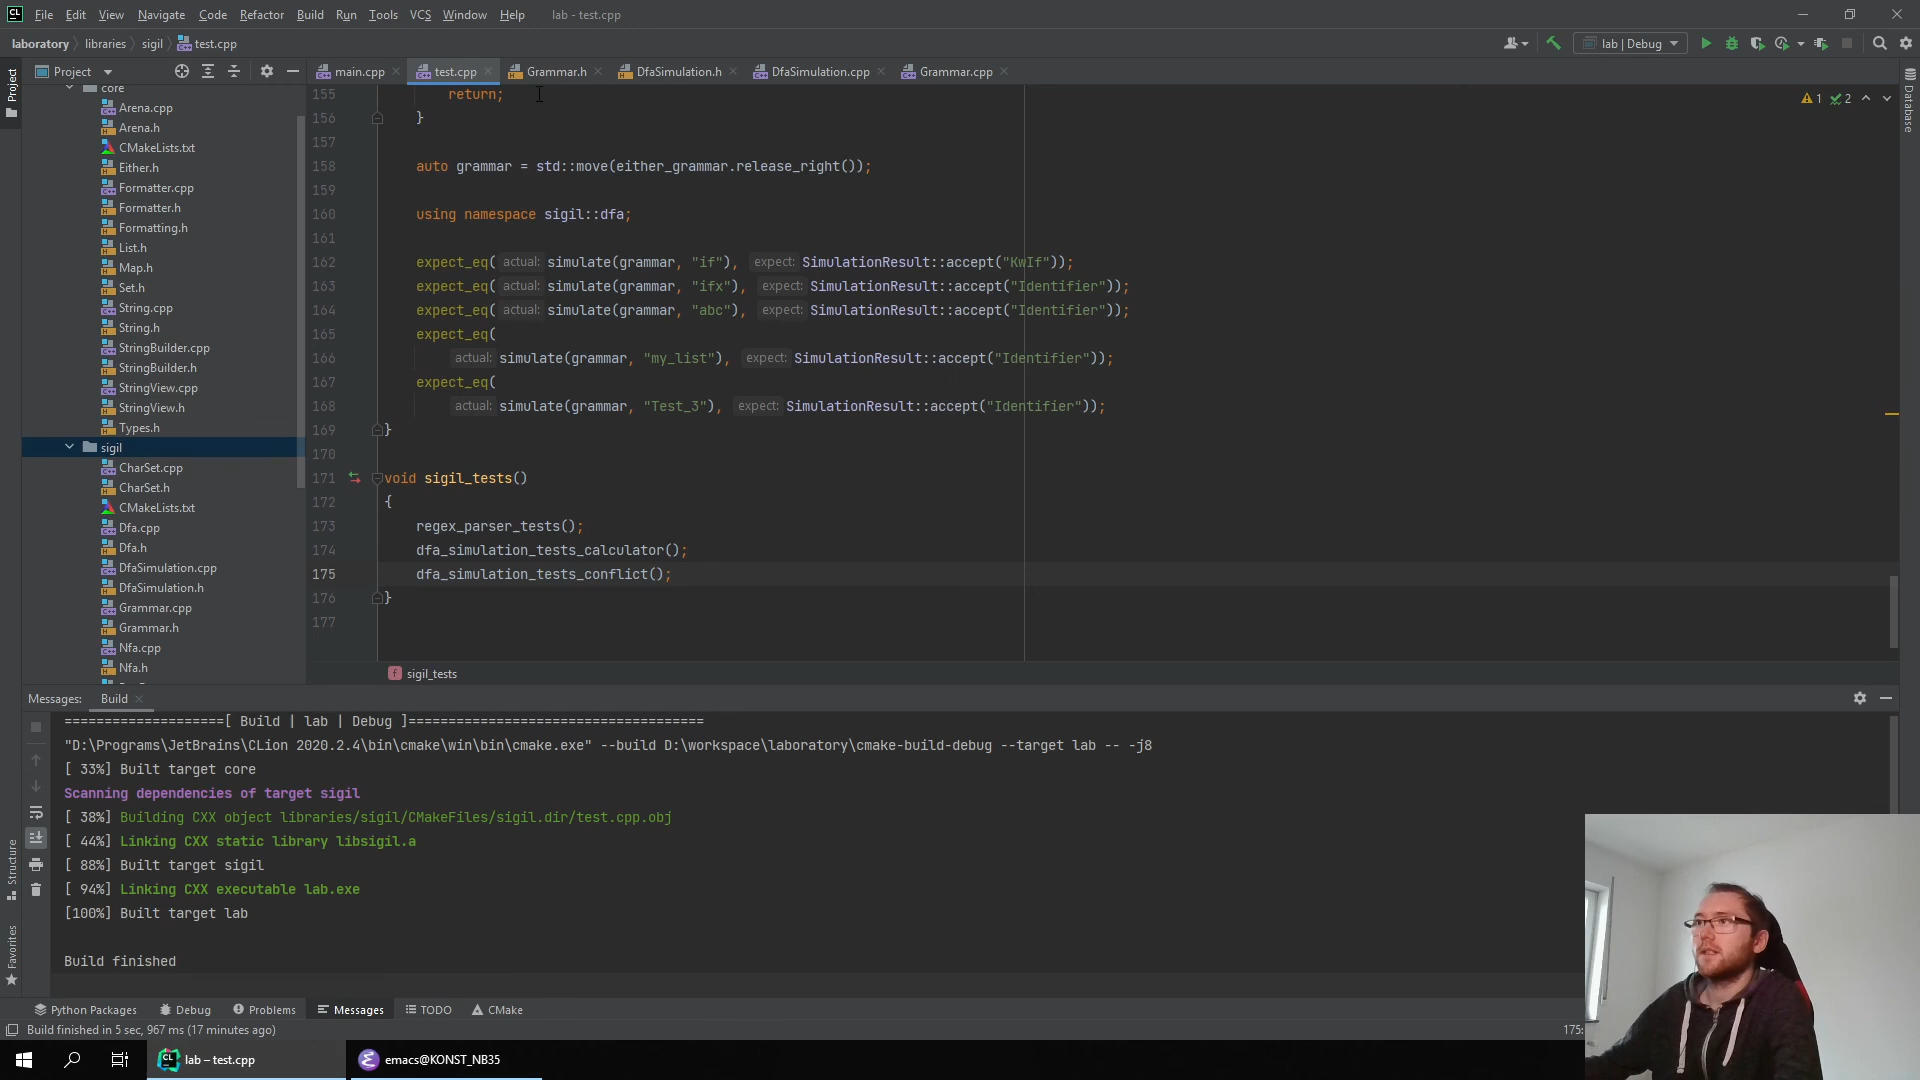 File Edit View Navigate Code Refactor Build Run Tools VCS Window Help lab - test.cpp
laboratory libraries sigil test.cpp lab | Debug
Project main.cpp test.cpp Grammar.h DfaSimulation.h DfaSimulation.cpp Grammar.cpp
Project
Database
core
Arena.cpp
Arena.h
CMakeLists.txt
Either.h
Formatter.cpp
Formatter.h
Formatting.h
List.h
Map.h
Set.h
String.cpp
String.h
StringBuilder.cpp
StringBuilder.h
StringView.cpp
StringView.h
Types.h
sigil
CharSet.cpp
CharSet.h
CMakeLists.txt
Dfa.cpp
Dfa.h
DfaSimulation.cpp
DfaSimulation.h
Grammar.cpp
Grammar.h
Nfa.cpp
Nfa.h
1 2
155 return;
156 }
157
158 auto grammar = std::move(either_grammar.release_right());
159
160 using namespace sigil::dfa;
161
162 expect_eq( actual: simulate(grammar, "if"), expect: SimulationResult::accept("KwIf"));
163 expect_eq( actual: simulate(grammar, "ifx"), expect: SimulationResult::accept("Identifier"));
164 expect_eq( actual: simulate(grammar, "abc"), expect: SimulationResult::accept("Identifier"));
165 expect_eq(
166 actual: simulate(grammar, "my_list"), expect: SimulationResult::accept("Identifier"));
167 expect_eq(
168 actual: simulate(grammar, "Test_3"), expect: SimulationResult::accept("Identifier"));
169 }
170
171 void sigil_tests()
172 {
173 regex_parser_tests();
174 dfa_simulation_tests_calculator();
175 dfa_simulation_tests_conflict();
176 }
177
f sigil_tests
Messages: Build
====================[ Build | lab | Debug ]=====================================
"D:\Programs\JetBrains\CLion 2020.2.4\bin\cmake\win\bin\cmake.exe" --build D:\workspace\laboratory\cmake-build-debug --target lab -- -j8
[ 33%] Built target core
Scanning dependencies of target sigil
[ 38%] Building CXX object libraries/sigil/CMakeFiles/sigil.dir/test.cpp.obj
[ 44%] Linking CXX static library libsigil.a
[ 88%] Built target sigil
[ 94%] Linking CXX executable lab.exe
[100%] Built target lab
Build finished
Structure
Favorites
Python Packages Debug Problems Messages TODO CMake
Build finished in 5 sec, 967 ms (17 minutes ago) 175:
lab – test.cpp emacs@KONST_NB35